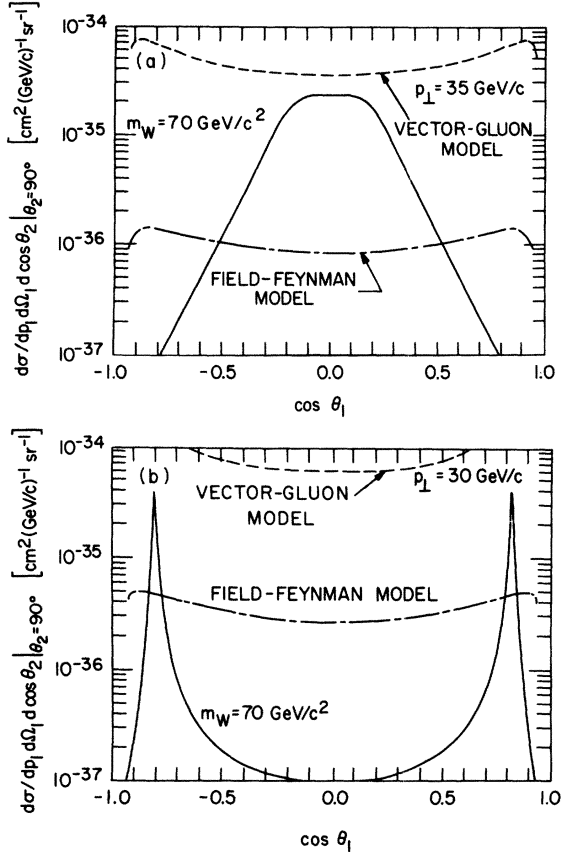 10⁻³⁴
(a)
p⊥ = 35 GeV/c
m_W = 70 GeV/c²
VECTOR-GLUON
MODEL
10⁻³⁵
10⁻³⁶
FIELD-FEYNMAN
MODEL
10⁻³⁷
-1.0 -0.5 0.0 0.5 1.0
cos θ₁
dσ/dp₁ dΩ₁ d cos θ₂|θ₂=90° [cm² (GeV/c)⁻¹ sr⁻¹]
10⁻³⁴
(b)
p⊥ = 30 GeV/c
VECTOR-GLUON
MODEL
10⁻³⁵
FIELD-FEYNMAN MODEL
10⁻³⁶
m_W = 70 GeV/c²
10⁻³⁷
-1.0 -0.5 0.0 0.5 1.0
cos θ₁
dσ/dp₁ dΩ₁ d cos θ₂|θ₂=90° [cm² (GeV/c)⁻¹ sr⁻¹]